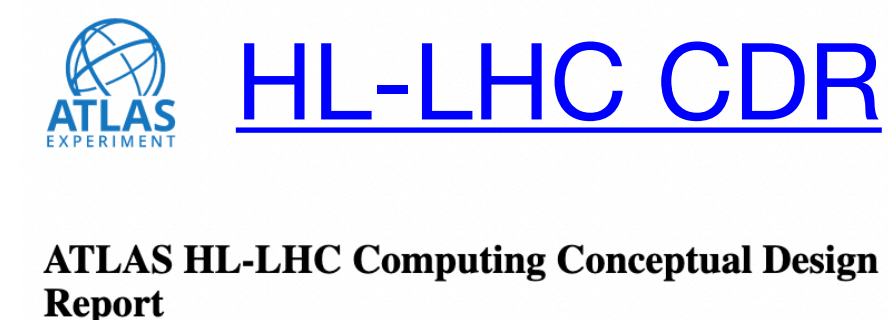 HL-LHC CDR
ATLAS
EXPERIMENT
ATLAS HL-LHC Computing Conceptual Design
Report